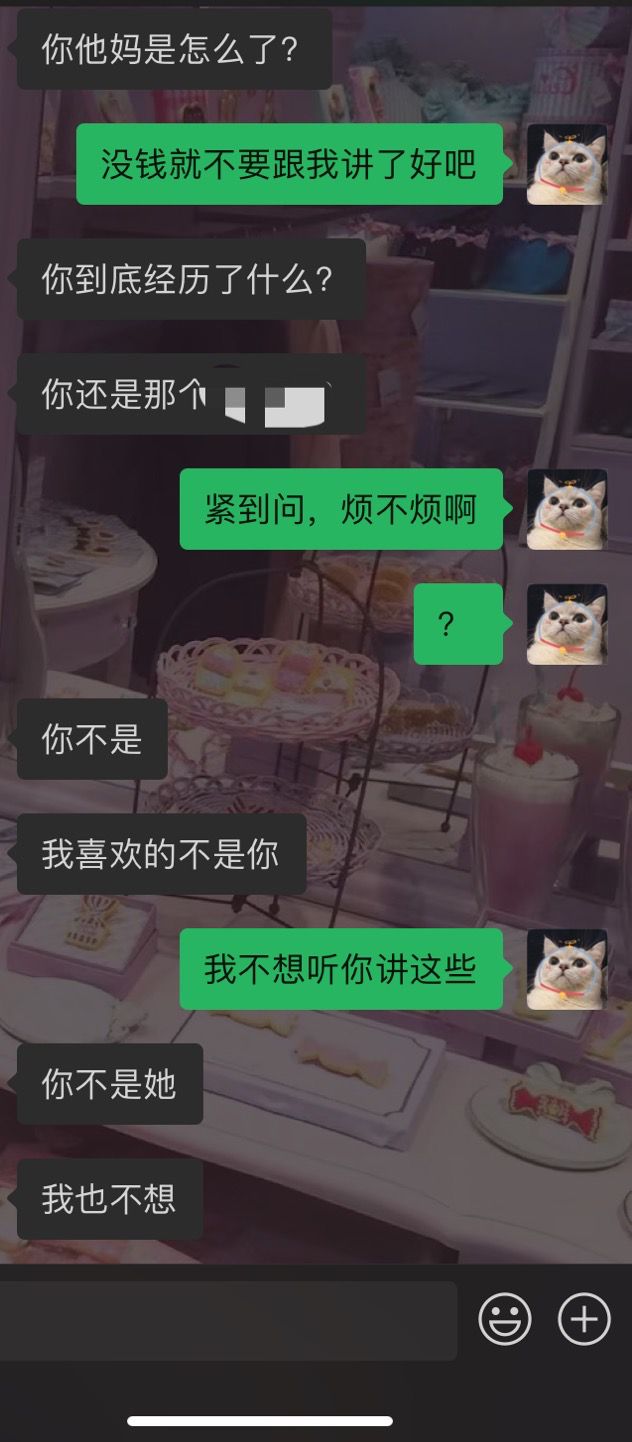 你他妈是怎么了？
没钱就不要跟我讲了好吧
你到底经历了什么？
你还是那个
紧到问，烦不烦啊
？
你不是
我喜欢的不是你
我不想听你讲这些
你不是她
我也不想